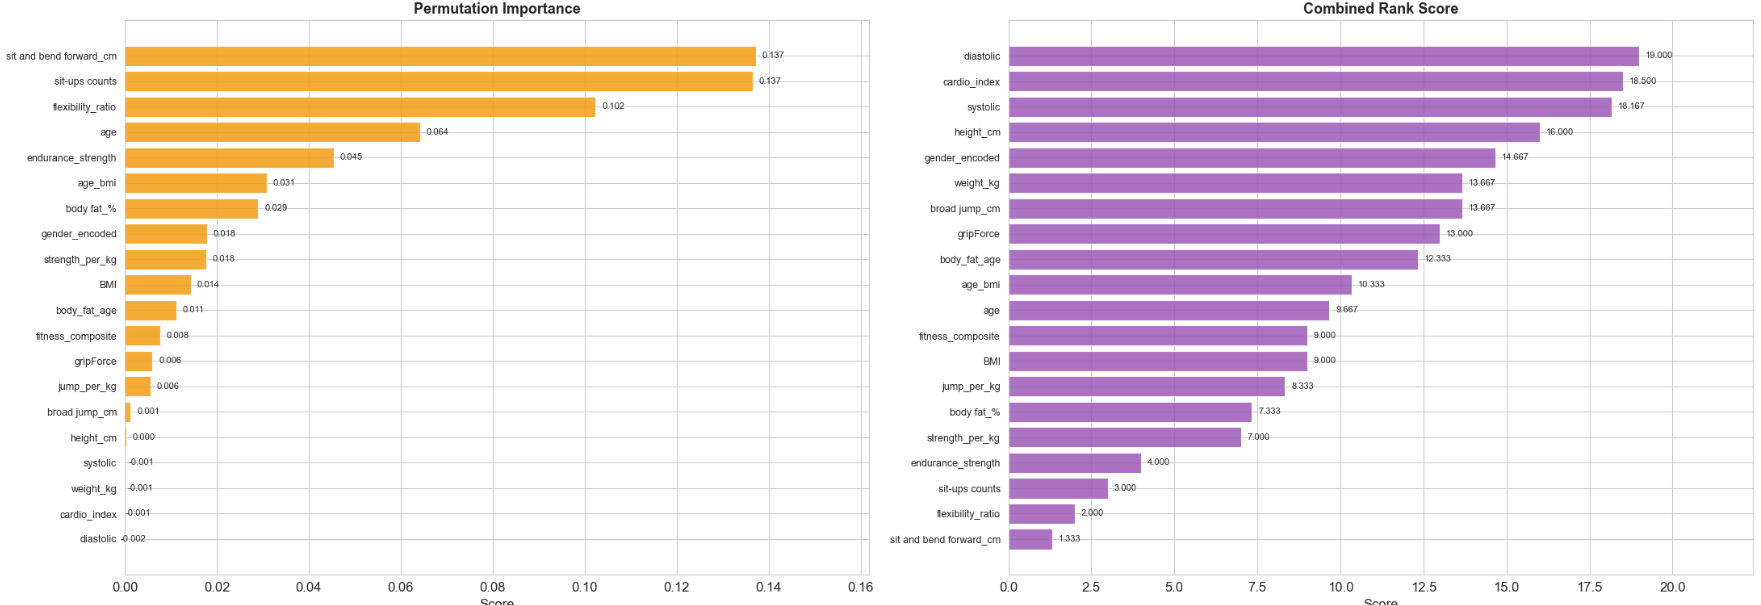 Permutation Importance
sit and bend forward_cm 0.137
sit-ups counts 0.137
flexibility_ratio 0.102
age 0.064
endurance_strength 0.045
age_bmi 0.031
body fat_% 0.029
gender_encoded 0.018
strength_per_kg 0.018
BMI 0.014
body_fat_age 0.011
fitness_composite 0.008
gripForce 0.006
jump_per_kg 0.006
broad jump_cm 0.001
height_cm 0.000
systolic -0.001
weight_kg -0.001
cardio_index -0.001
diastolic -0.002
0.00 0.02 0.04 0.06 0.08 0.10 0.12 0.14 0.16
Score
Combined Rank Score
diastolic 19.000
cardio_index 18.500
systolic 18.167
height_cm 16.000
gender_encoded 14.667
weight_kg 13.667
broad jump_cm 13.667
gripForce 13.000
body_fat_age 12.333
age_bmi 10.333
age 9.667
fitness_composite 9.000
BMI 9.000
jump_per_kg 8.333
body fat_% 7.333
strength_per_kg 7.000
endurance_strength 4.000
sit-ups counts 3.000
flexibility_ratio 2.000
sit and bend forward_cm 1.333
0.0 2.5 5.0 7.5 10.0 12.5 15.0 17.5 20.0
Score